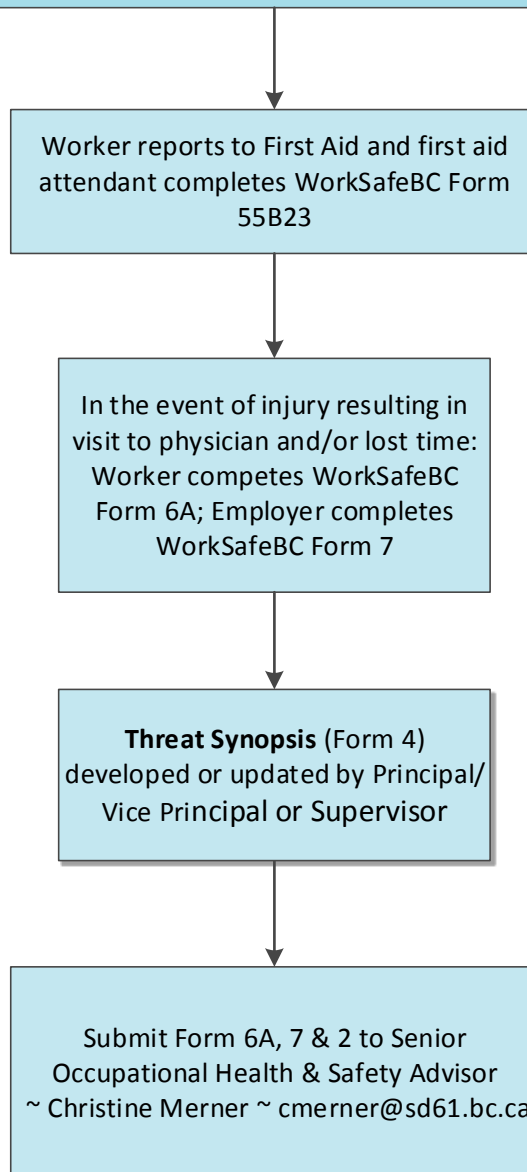 Worker reports to First Aid and first aid
attendant completes WorkSafeBC Form
55B23
In the event of injury resulting in
visit to physician and/or lost time:
Worker competes WorkSafeBC
Form 6A; Employer completes
WorkSafeBC Form 7
Threat Synopsis (Form 4)
developed or updated by Principal/
Vice Principal or Supervisor
Submit Form 6A, 7 & 2 to Senior
Occupational Health & Safety Advisor
~ Christine Merner ~ cmerner@sd61.bc.ca